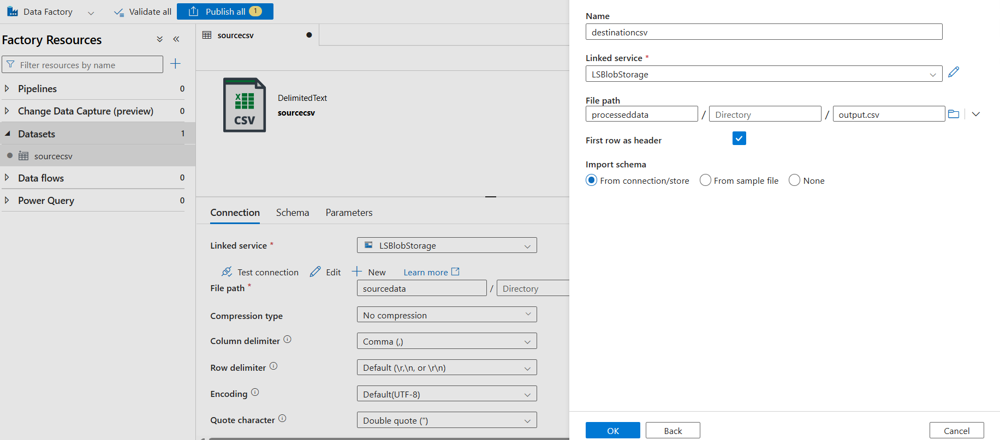 Data Factory
Validate all
Publish all 1
Factory Resources
Filter resources by name
Pipelines 0
Change Data Capture (preview) 0
Datasets 1
sourcecsv
Data flows 0
Power Query 0
sourcecsv
X
CSV
DelimitedText
sourcecsv
Connection Schema Parameters
Linked service *
LSBlobStorage
Test connection Edit New Learn more
File path *
sourcedata / Directory
Compression type
No compression
Column delimiter
Comma (,)
Row delimiter
Default (\r,\n, or \r\n)
Encoding
Default(UTF-8)
Quote character
Double quote (")
Name
destinationcsv
Linked service *
LSBlobStorage
File path
processeddata / Directory / output.csv
First row as header
Import schema
From connection/store From sample file None
OK Back Cancel